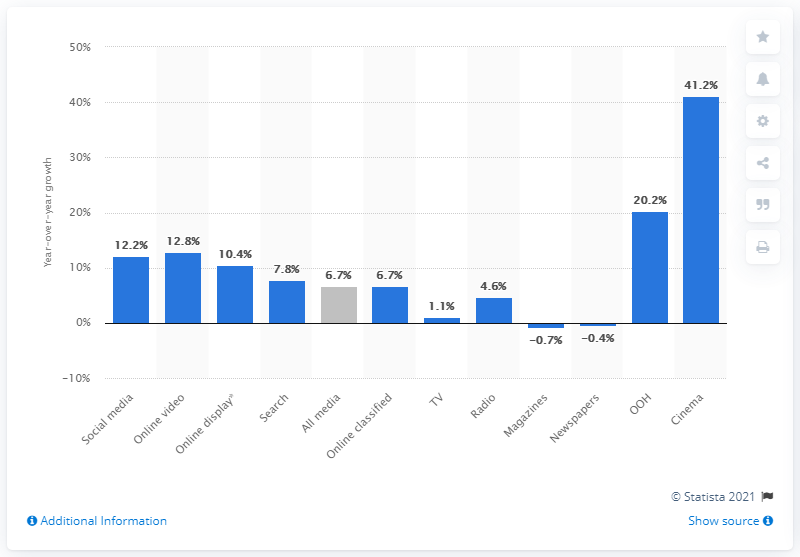 50%
40%
30%
20%
10%
0%
-10%
Year-over-year growth
12.2%
12.8%
10.4%
7.8%
6.7%
6.7%
1.1%
4.6%
-0.7%
-0.4%
20.2%
41.2%
Social media
Online video
Online display*
Search
All media
Online classified
TV
Radio
Magazines
Newspapers
OOH
Cinema
© Statista 2021
Additional Information
Show source